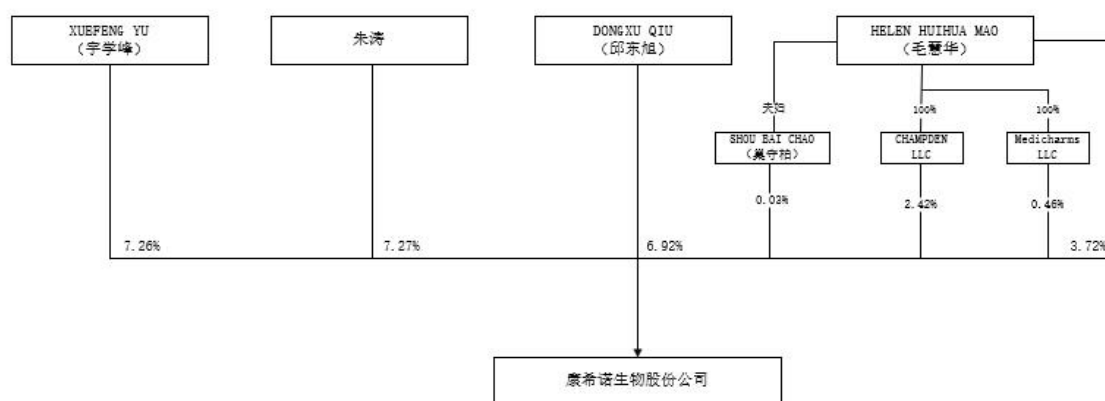 XUEFENG YU
（宇学峰）
朱涛
DONGXU QIU
（邱东旭）
HELEN HUIHUA MAO
（毛慧华）
夫妇
100%
100%
SHOU BAI CHAO
（巢守柏）
CHAMPDEN
LLC
Medicharms
LLC
0.03%
2.42%
0.46%
7.26%
7.27%
6.92%
3.72%
康希诺生物股份公司